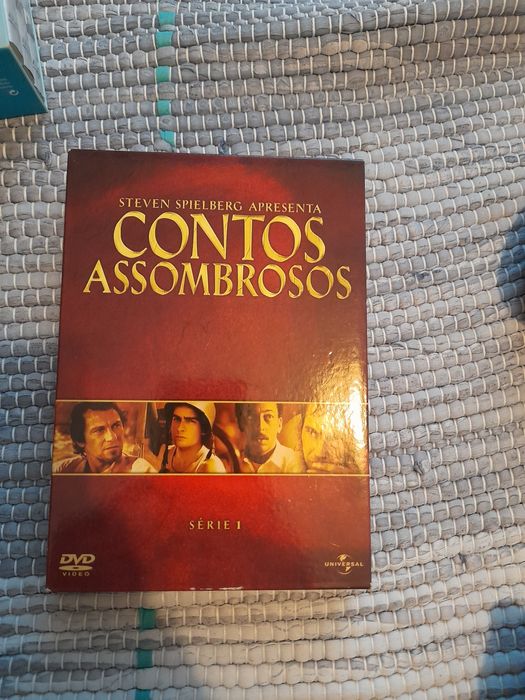 STEVEN SPIELBERG APRESENTA
CONTOS
ASSOMBROSOS
SÉRIE 1
DVD
VIDEO
UNIVERSAL